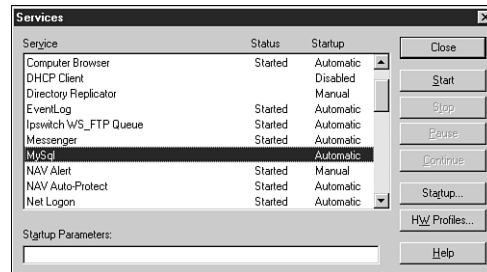 Services
Service Status Startup
Computer Browser Started Automatic
DHCP Client Disabled
Directory Replicator Manual
EventLog Started Automatic
Ipswitch WS_FTP Queue Started Automatic
Messenger Started Automatic
MySql Automatic
NAV Alert Started Manual
NAV Auto-Protect Started Automatic
Net Logon Started Automatic
Startup Parameters:
Close
Start
Stop
Pause
Continue
Startup...
HW Profiles...
Help